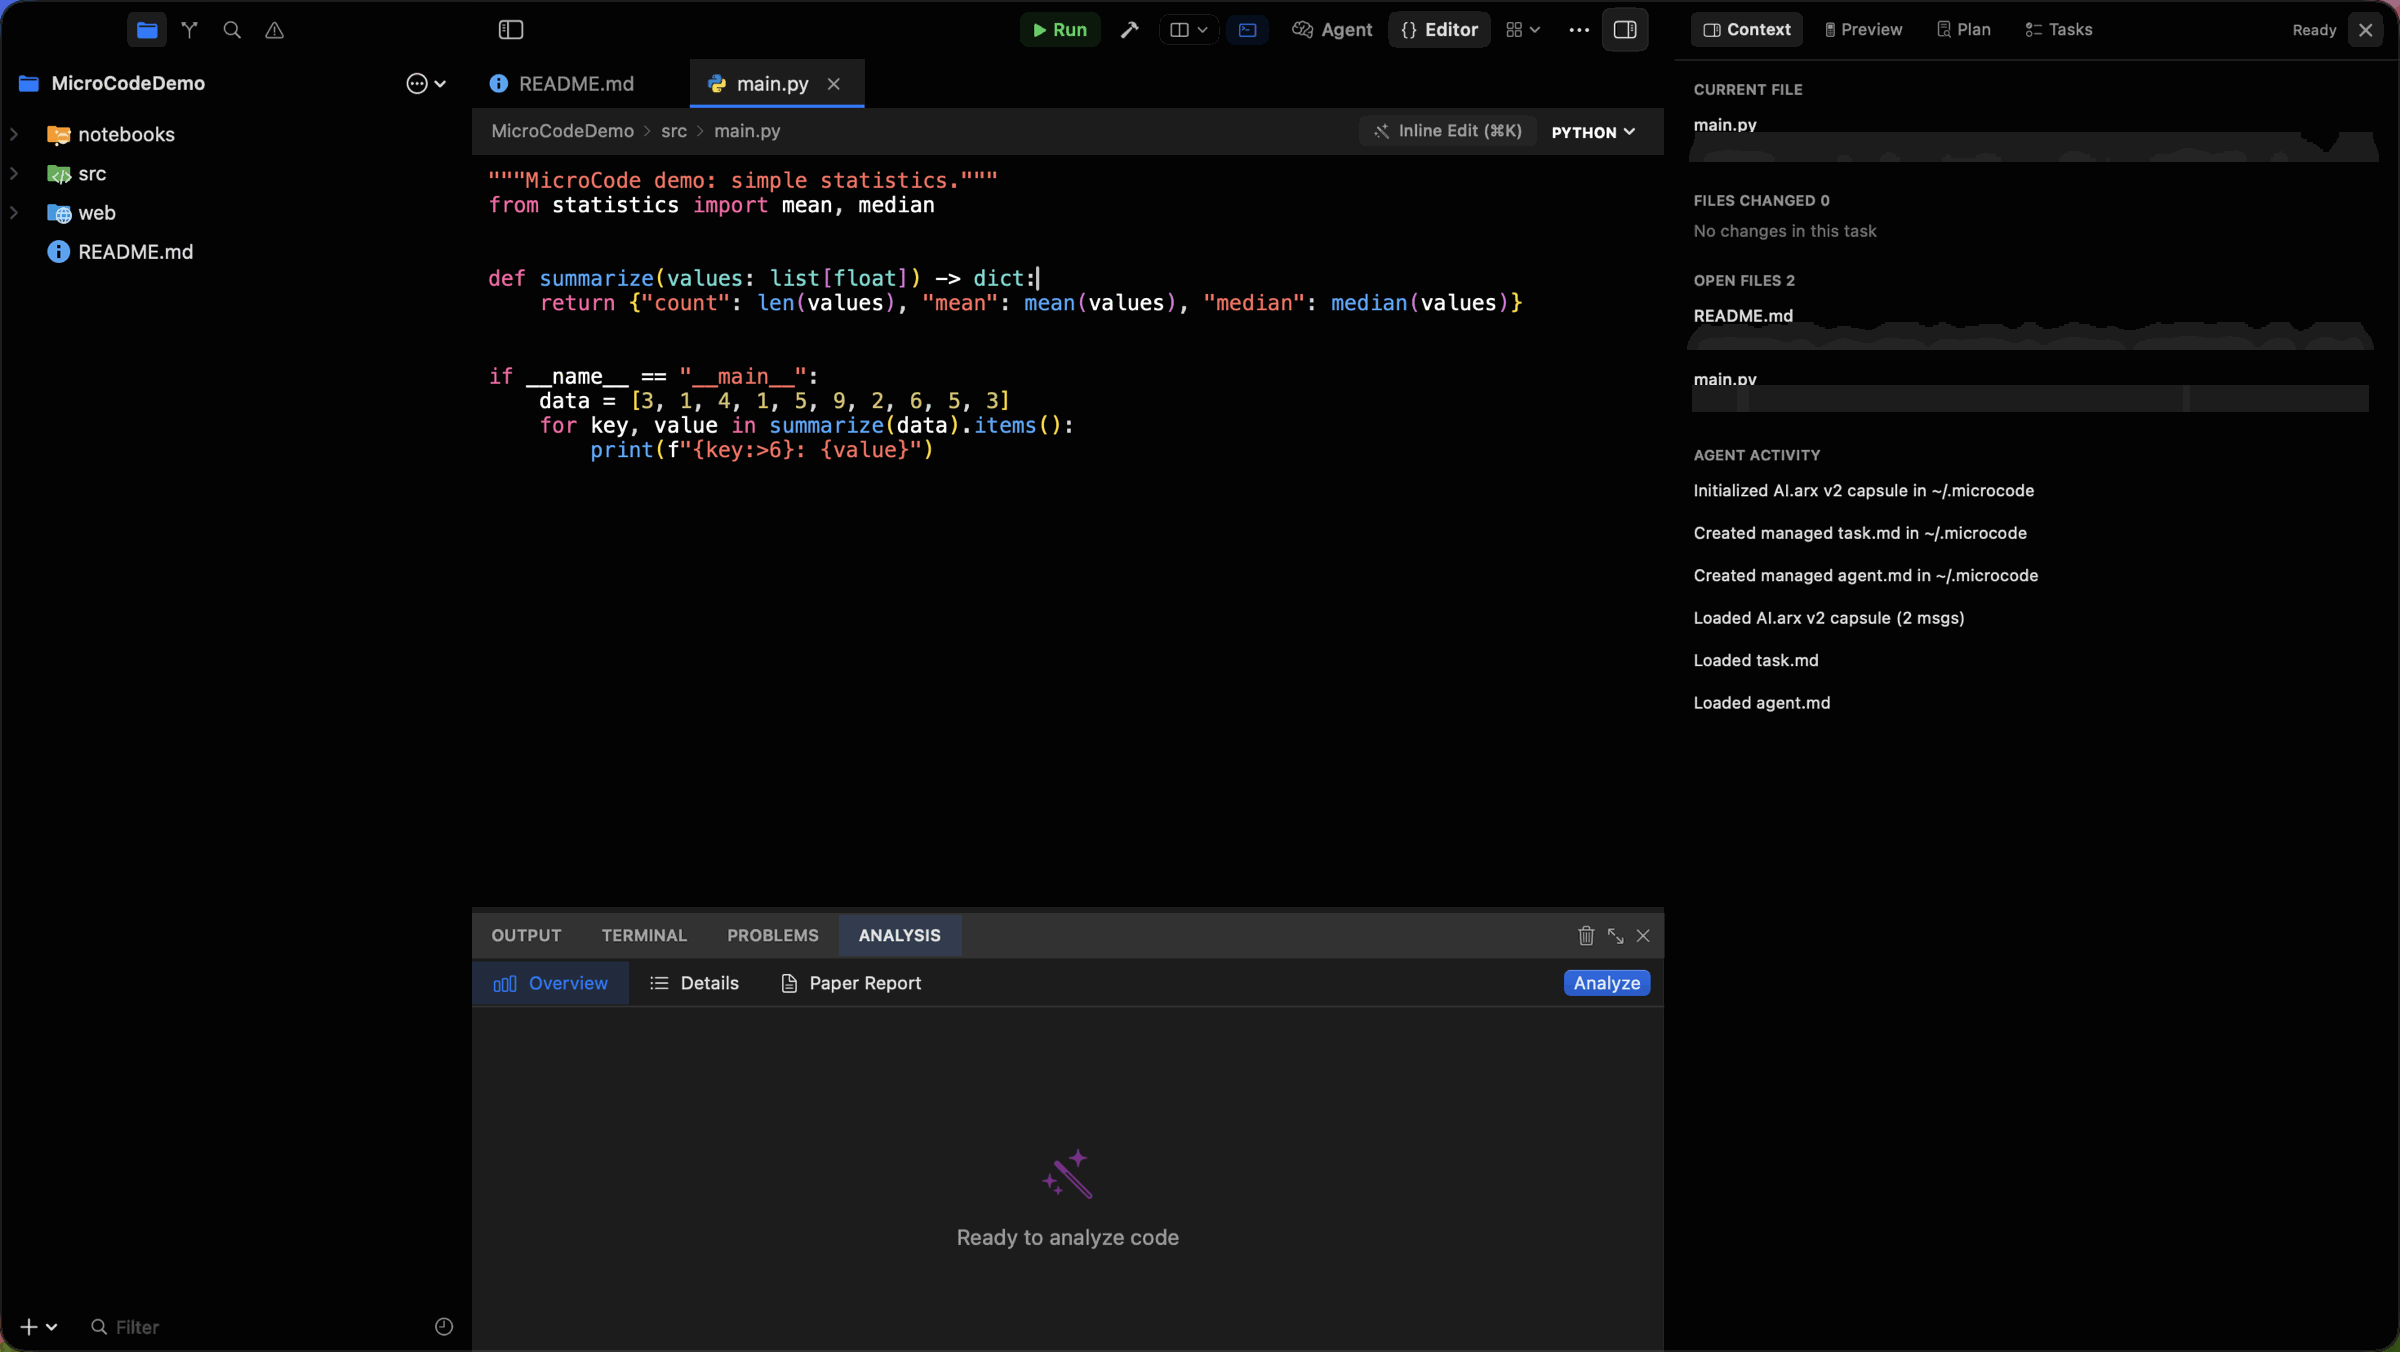 Run
Agent
{} Editor
Context
Preview
Plan
Tasks
Ready
MicroCodeDemo
notebooks
src
web
README.md
Filter
README.md
main.py
MicroCodeDemo > src > main.py
Inline Edit (⌘K)
PYTHON
"""MicroCode demo: simple statistics."""
from statistics import mean, median
def summarize(values: list[float]) -> dict:
    return {"count": len(values), "mean": mean(values), "median": median(values)}
if __name__ == "__main__":
    data = [3, 1, 4, 1, 5, 9, 2, 6, 5, 3]
    for key, value in summarize(data).items():
        print(f"{key:>6}: {value}")
OUTPUT
TERMINAL
PROBLEMS
ANALYSIS
Overview
Details
Paper Report
Analyze
Ready to analyze code
CURRENT FILE
main.py
FILES CHANGED 0
No changes in this task
OPEN FILES 2
README.md
main.py
AGENT ACTIVITY
Initialized AI.arx v2 capsule in ~/.microcode
Created managed task.md in ~/.microcode
Created managed agent.md in ~/.microcode
Loaded AI.arx v2 capsule (2 msgs)
Loaded task.md
Loaded agent.md